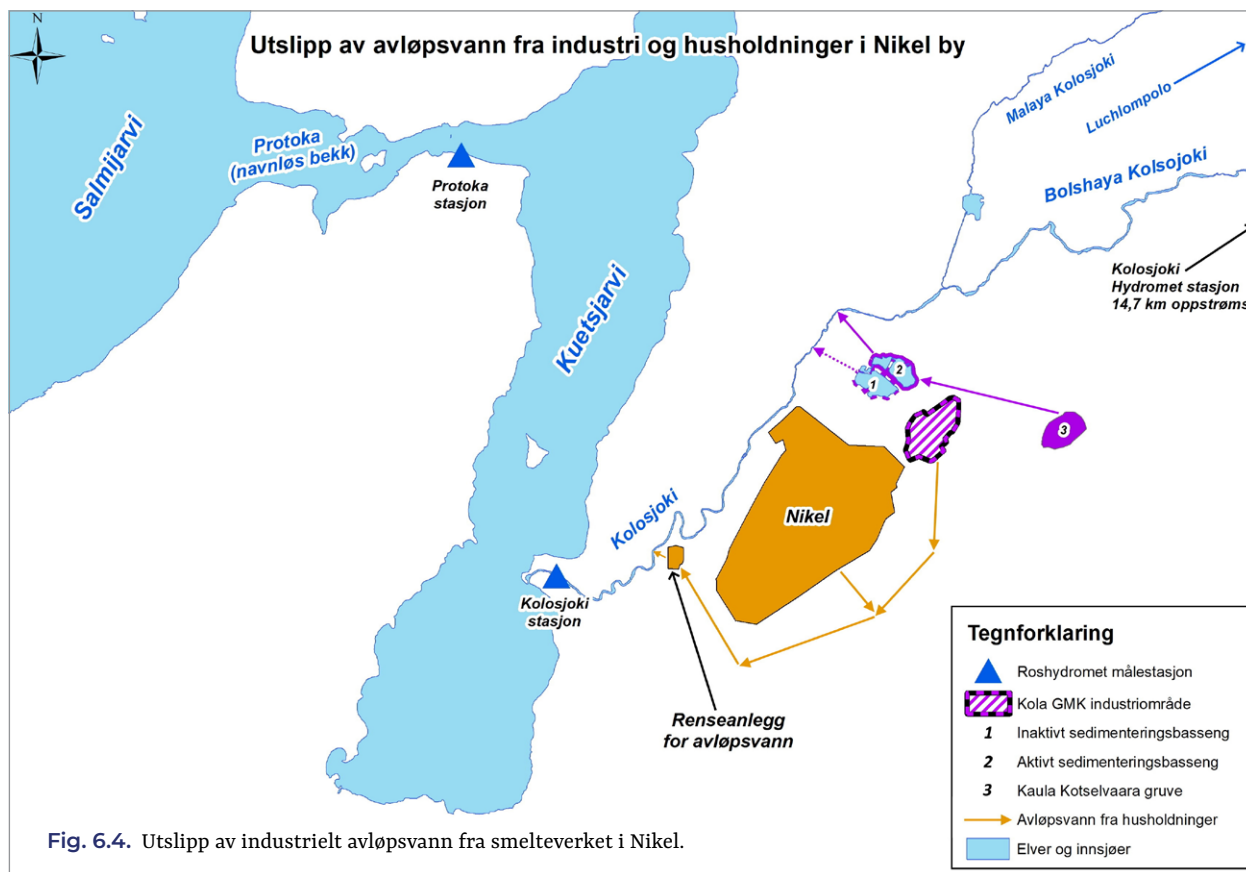 N
Utslipp av avløpsvann fra industri og husholdninger i Nikel by
Malaya Kolosjoki
Luchlompolo
Protoka
(navnløs bekk)
Salmijarvi
Protoka
stasjon
Bolshaya Kolsojoki
Kolosjoki
Hydromet stasjon
14,7 km oppstrøms
Kuetsjarvi
1
2
3
Nikel
Kolosjoki
Kolosjoki
stasjon
Renseanlegg
for avløpsvann
Tegnforklaring
Roshydromet målestasjon
Kola GMK industriområde
1 Inaktivt sedimenteringsbasseng
2 Aktivt sedimenteringsbasseng
3 Kaula Kotselvaara gruve
Avløpsvann fra husholdninger
Elver og innsjøer
Fig. 6.4. Utslipp av industrielt avløpsvann fra smelteverket i Nikel.